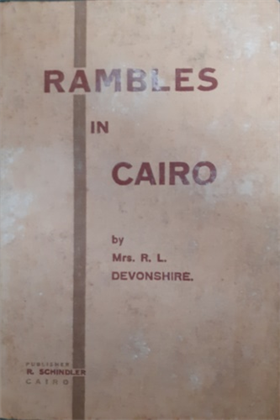 RAMBLES
IN
CAIRO
by
Mrs. R. L.
DEVONSHIRE.
PUBLISHER
R. SCHINDLER
CAIRO